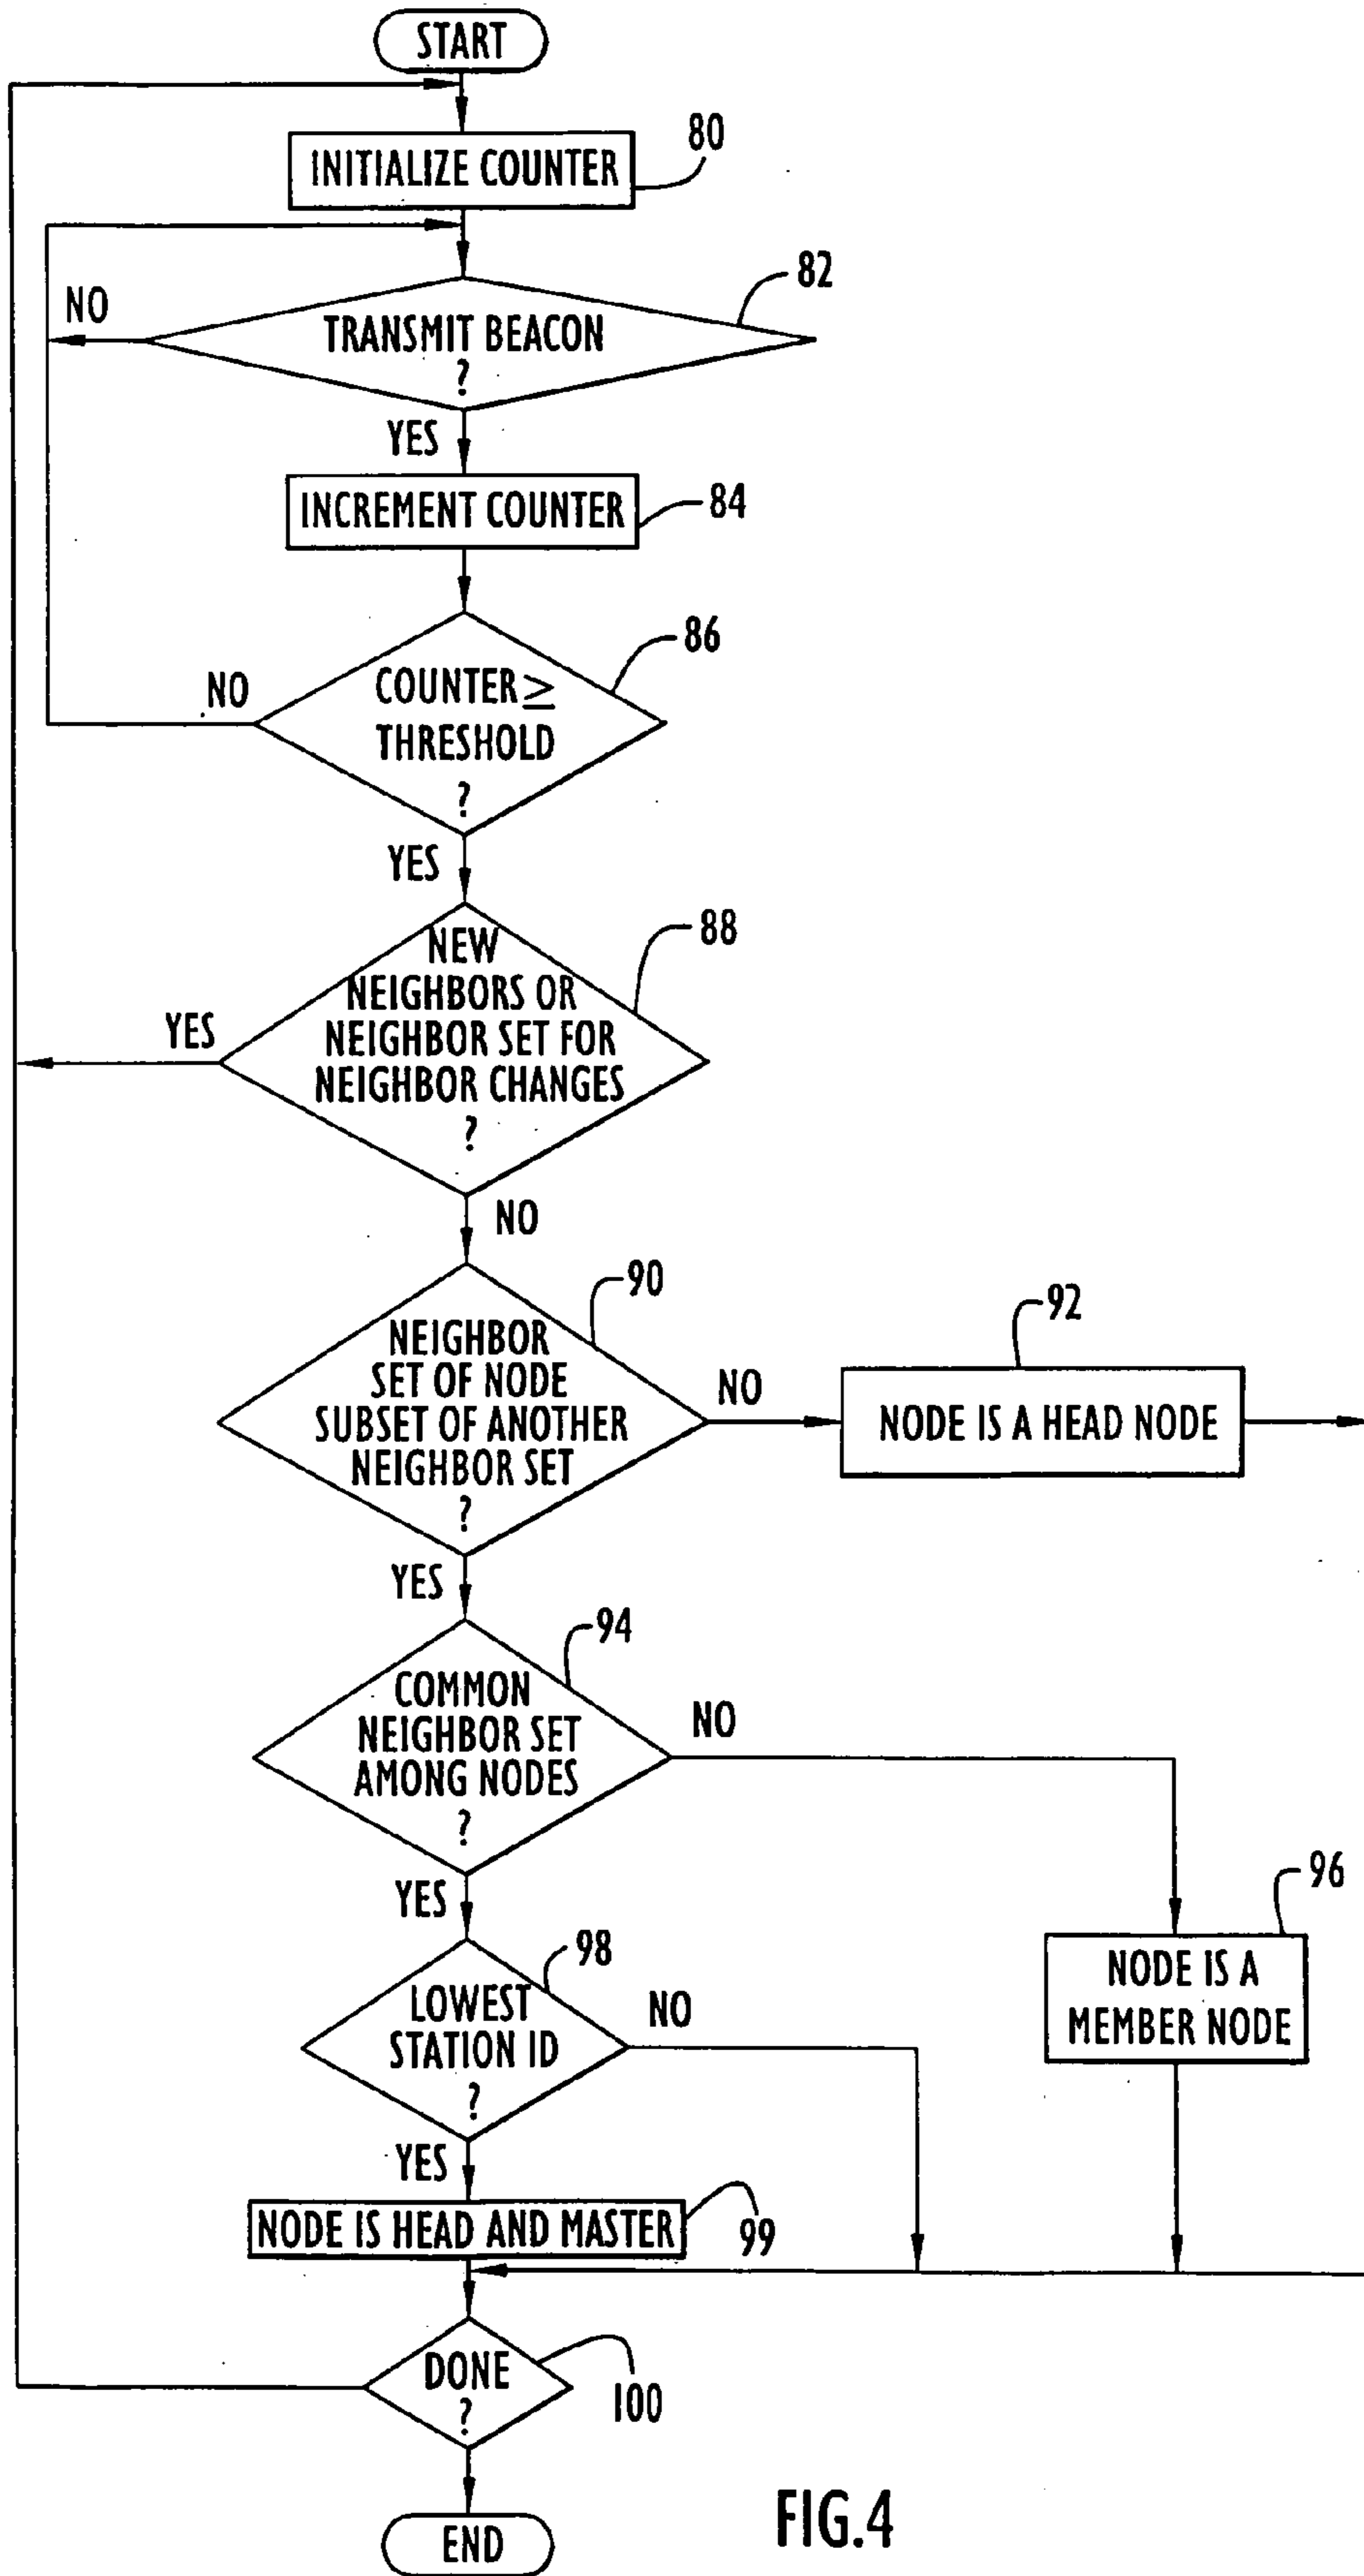 START
INITIALIZE COUNTER
80
82
NO
TRANSMIT BEACON
?
YES
INCREMENT COUNTER
84
86
NO
COUNTER ≥
THRESHOLD
?
YES
88
NEW
NEIGHBORS OR
NEIGHBOR SET FOR
NEIGHBOR CHANGES
?
YES
NO
90
NEIGHBOR
SET OF NODE
SUBSET OF ANOTHER
NEIGHBOR SET
?
NO
92
NODE IS A HEAD NODE
YES
94
COMMON
NEIGHBOR SET
AMONG NODES
?
NO
96
NODE IS A
MEMBER NODE
YES
98
LOWEST
STATION ID
?
NO
YES
NODE IS HEAD AND MASTER
99
DONE
?
100
END
FIG.4